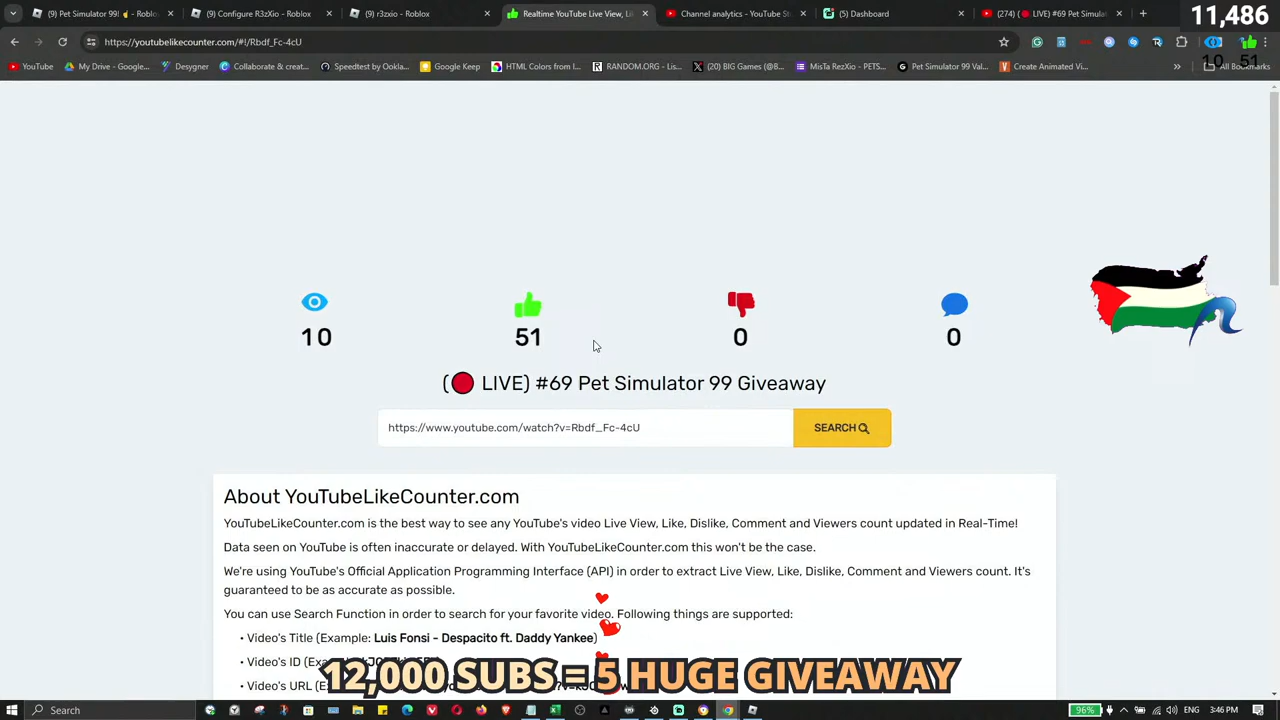 Pet Simulator 99! - Roblox
Configure R3zXio - Roblox
(9) r3zxio - Roblox
Realtime YouTube Live View, Li
Channel analytics - YouTube St
(5) Dashboard
(274) (🔴 LIVE) #69 Pet Simulat
11,486
https://youtubelikecounter.com/#!/Rbdf_Fc-4cU
YouTube
My Drive - Google...
Desygner
Collaborate & creat...
Speedtest by Ookla...
Google Keep
HTML Colors from I...
RANDOM.ORG - Lis...
(20) BIG Games (@B...
MisTa RezXio - PETS...
Pet Simulator 99 Val...
Create Animated Vi...
All Bookmarks
10 51
10
51
0
0
(🔴 LIVE) #69 Pet Simulator 99 Giveaway
https://www.youtube.com/watch?v=Rbdf_Fc-4cU
SEARCH
About YouTubeLikeCounter.com
YouTubeLikeCounter.com is the best way to see any YouTube's video Live View, Like, Dislike, Comment and Viewers count updated in Real-Time!
Data seen on YouTube is often inaccurate or delayed. With YouTubeLikeCounter.com this won't be the case.
We're using YouTube's Official Application Programming Interface (API) in order to extract Live View, Like, Dislike, Comment and Viewers count. It's
guaranteed to be as accurate as possible.
You can use Search Function in order to search for your favorite video. Following things are supported:
• Video's Title (Example: Luis Fonsi - Despacito ft. Daddy Yankee)
• Video's ID
• Video's URL
12,000 SUBS = 5 HUGE GIVEAWAY
Search
96%
ENG
3:46 PM